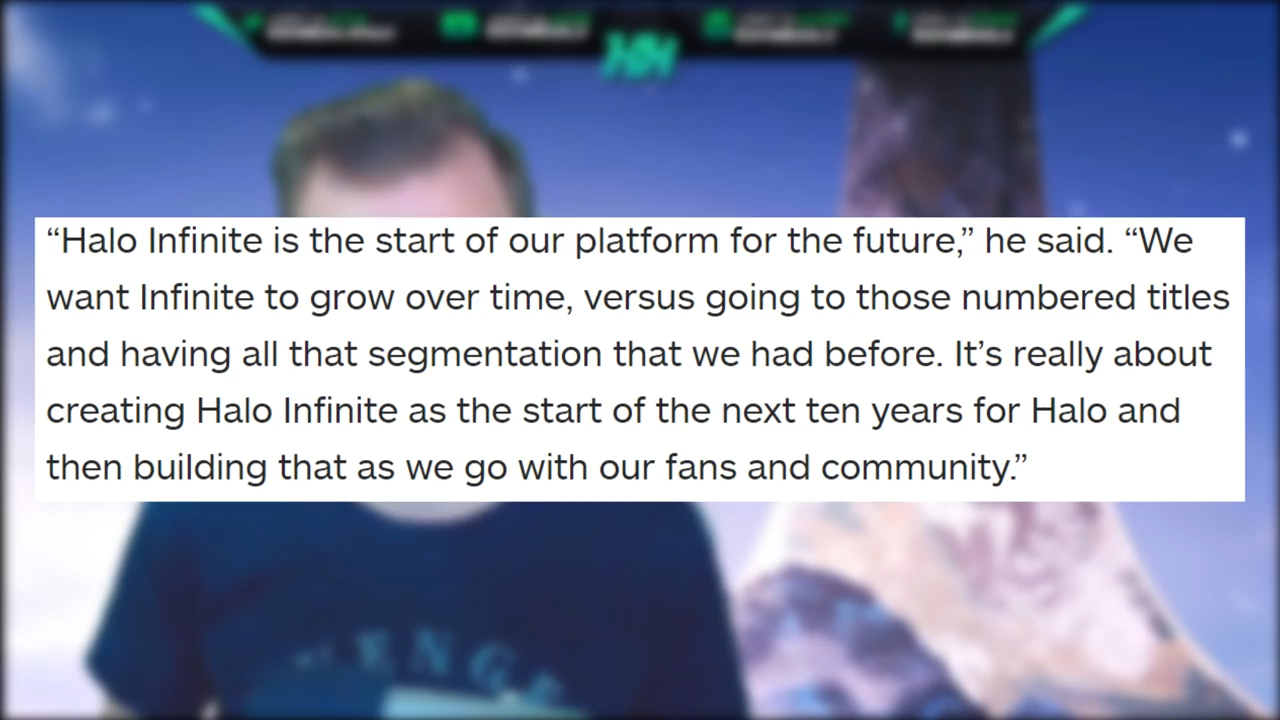 HH
“Halo Infinite is the start of our platform for the future,” he said. “We
want Infinite to grow over time, versus going to those numbered titles
and having all that segmentation that we had before. It’s really about
creating Halo Infinite as the start of the next ten years for Halo and
then building that as we go with our fans and community.”